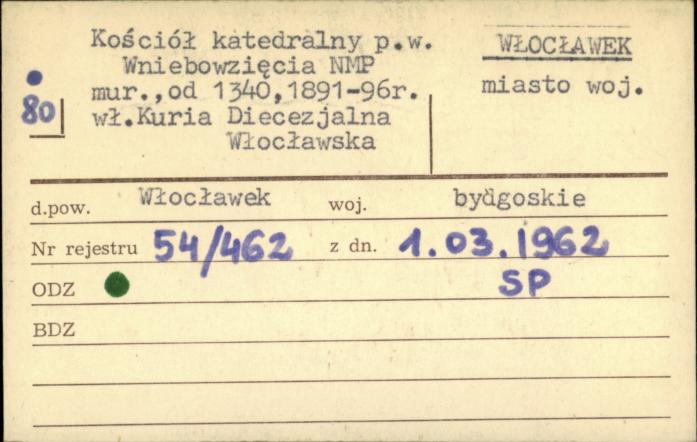 Kościół katedralny p.w.
Wniebowzięcia NMP
mur.,od 1340,1891-96r.
wł.Kuria Diecezjalna
Włocławska
80
WŁOCŁAWEK
miasto woj.
d.pow. Włocławek woj. bydgoskie
Nr rejestru 54/462 z dn. 1.03.1962
ODZ SP
BDZ